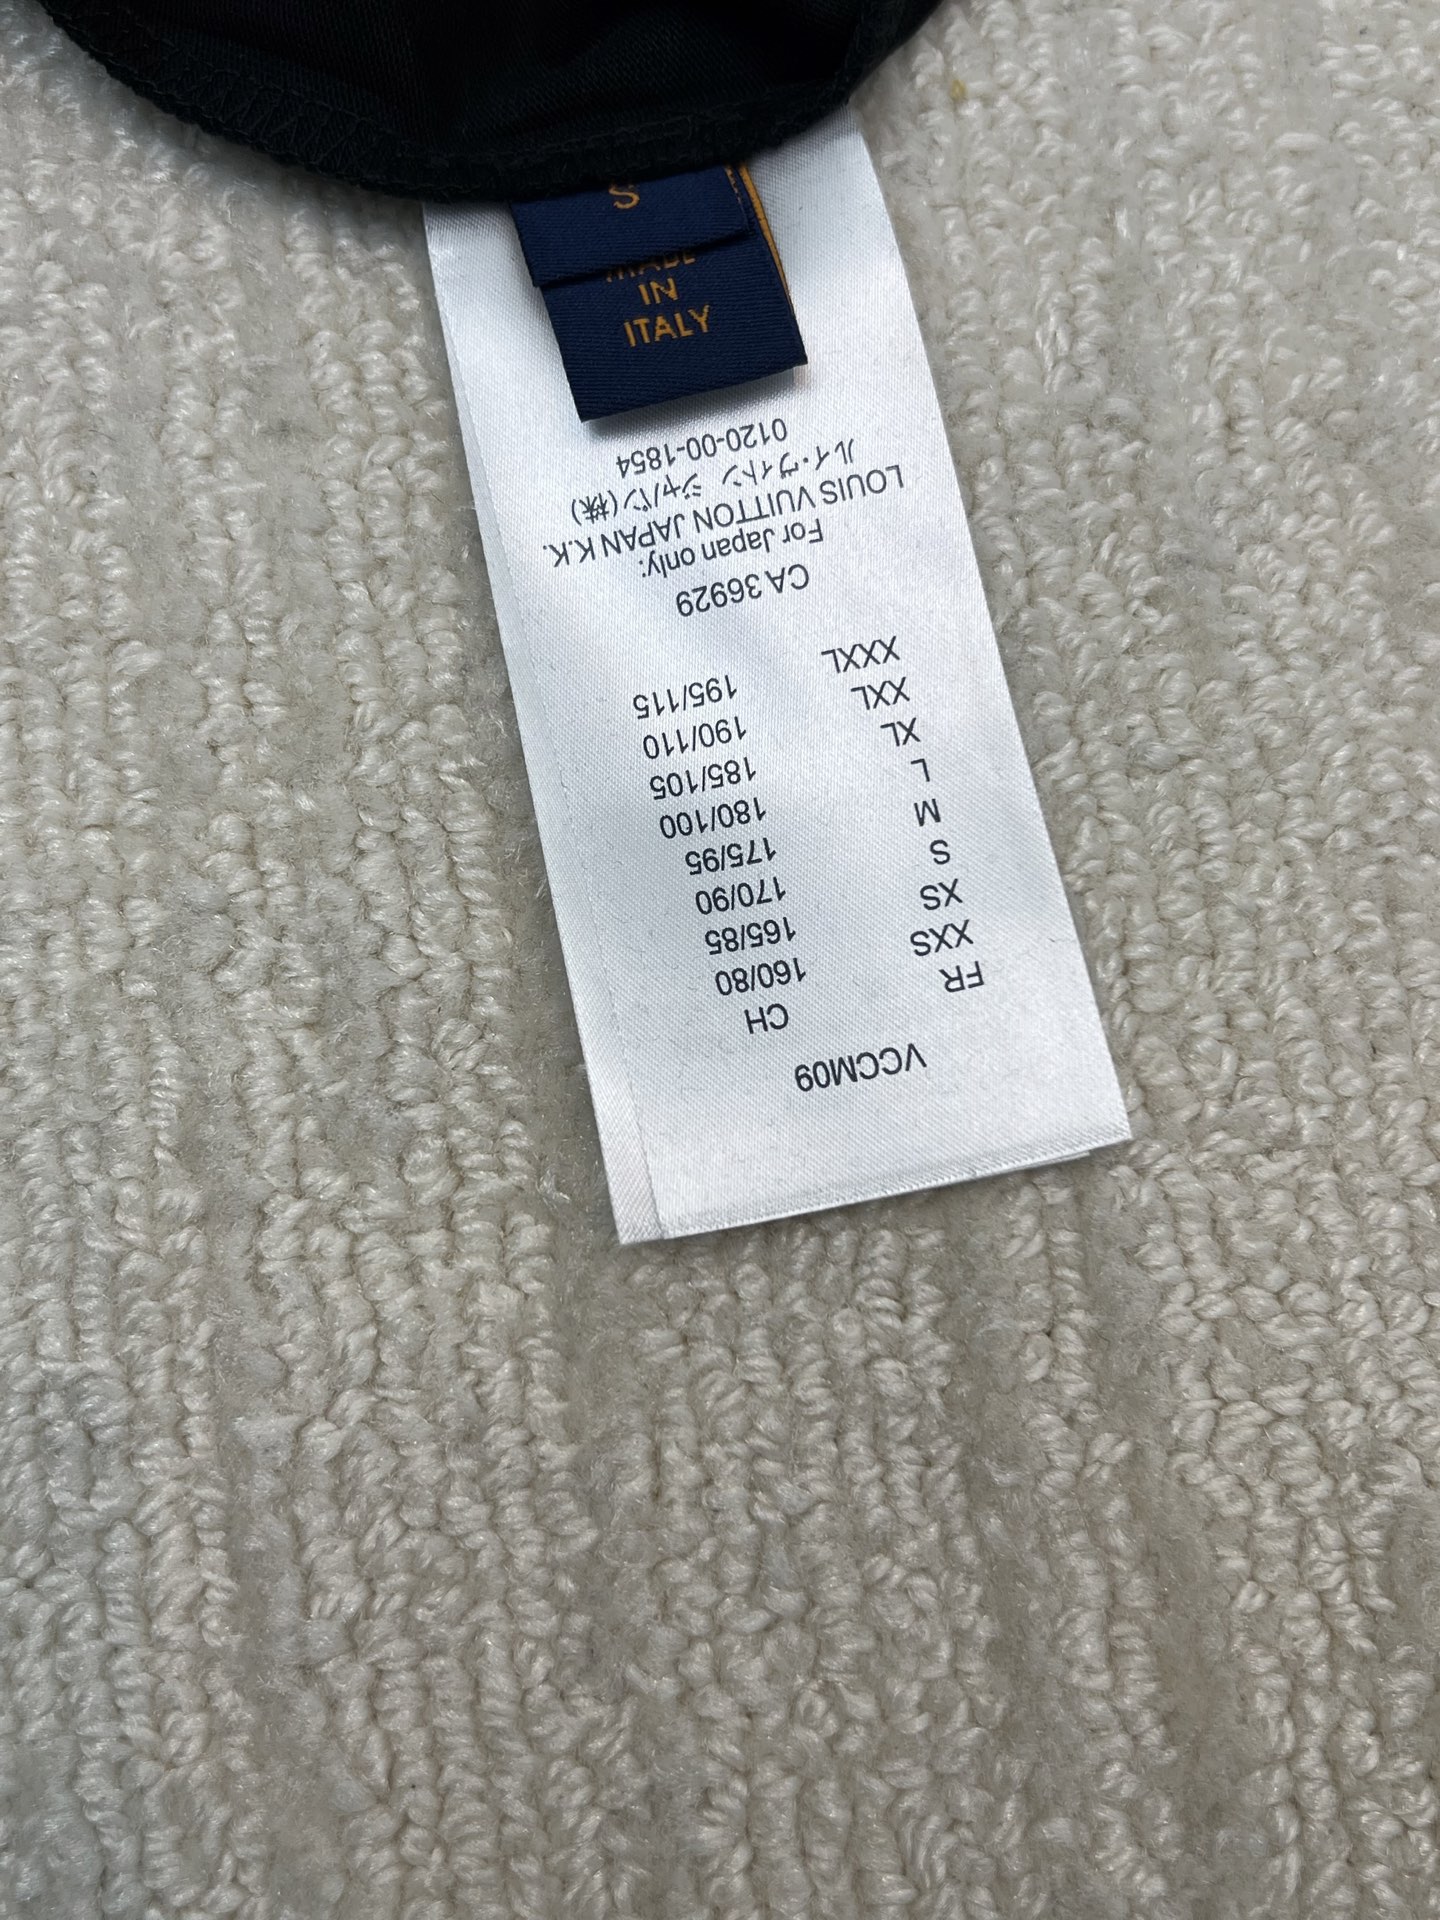 S
MADE
IN
ITALY
VCCM09
FR CH
XXS 160/80
XS 165/85
S 170/90
M 175/95
L 180/100
XL 185/105
XXL 190/110
XXXL 195/115
CA 36929
For Japan only:
LOUIS VUITTON JAPAN K.K.
ルイ・ヴィトン ジャパン(株)
0120-00-1854